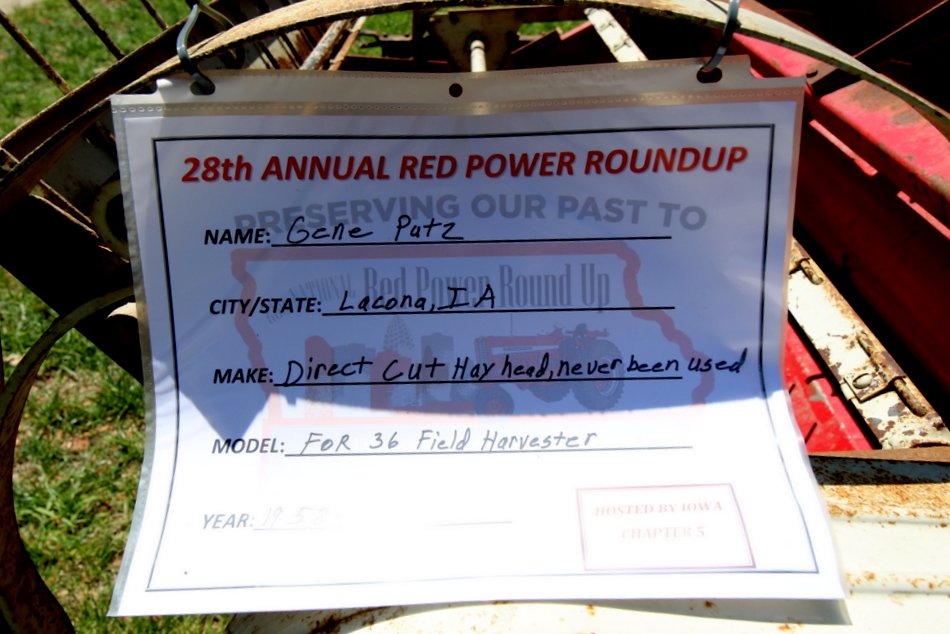 28th ANNUAL RED POWER ROUNDUP
PRESERVING OUR PAST TO
NAME: Gene Putz
NATIONAL Red Power Round Up
CITY/STATE: Lacona, IA
MAKE: Direct Cut Hay head, never been used
MODEL: FOR 36 Field Harvester
YEAR: 1958
HOSTED BY IOWA
CHAPTER 5